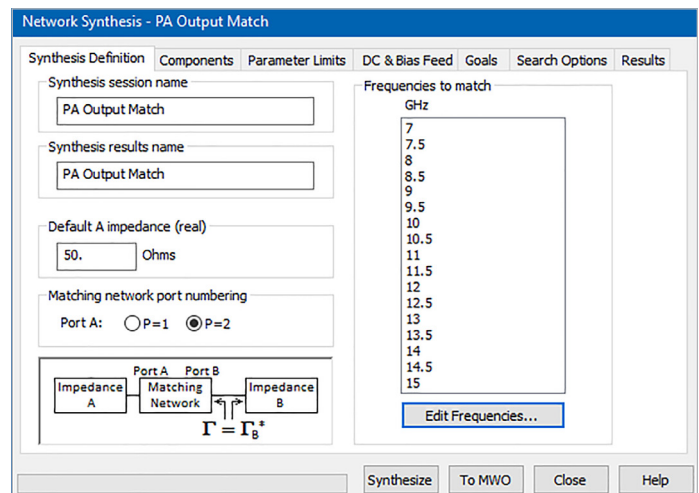 Network Synthesis - PA Output Match
Synthesis Definition Components Parameter Limits DC & Bias Feed Goals Search Options Results
Synthesis session name
PA Output Match
Synthesis results name
PA Output Match
Default A impedance (real)
50. Ohms
Matching network port numbering
Port A: P=1 P=2
Port A Port B
Impedance A
Matching Network
Impedance B
Γ = Γ_B*
Frequencies to match
GHz
7
7.5
8
8.5
9
9.5
10
10.5
11
11.5
12
12.5
13
13.5
14
14.5
15
Edit Frequencies...
Synthesize To MWO Close Help